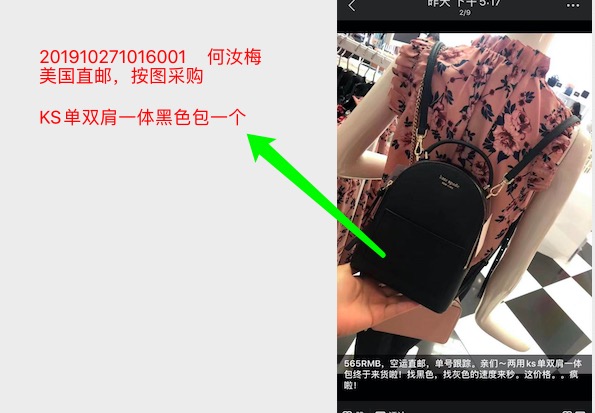 201910271016001 何汝梅
美国直邮，按图采购
KS单双肩一体黑色包一个
昨天 下午5:17
2/9
kate spade
NEW YORK
565RMB，空运直邮，单号跟踪。亲们～两用ks单双肩一体
包终于来货啦！找黑色，找灰色的速度来秒。这价格。。疯
啦！